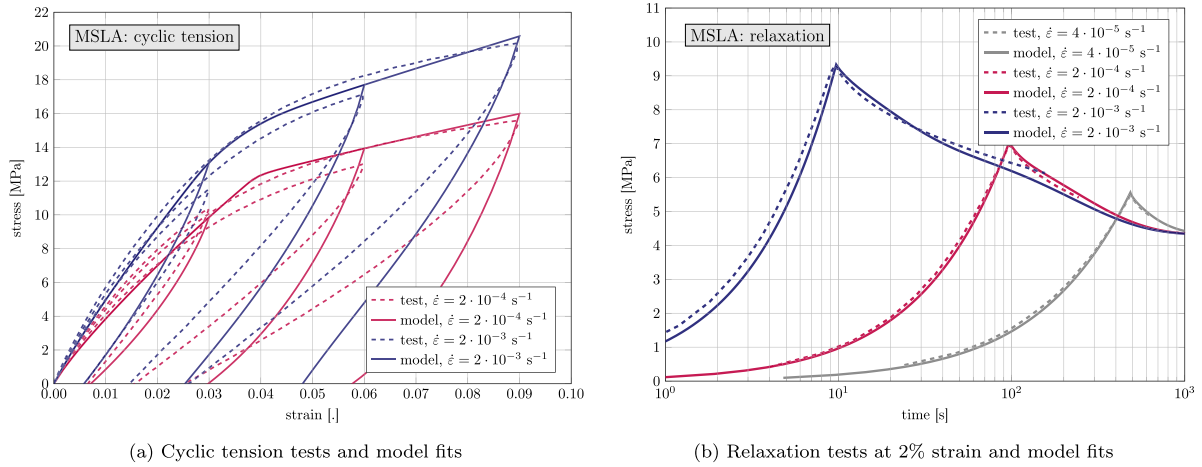 MSLA: cyclic tension
22
20
18
16
14
12
10
8
6
4
2
0
stress [MPa]
0.00 0.01 0.02 0.03 0.04 0.05 0.06 0.07 0.08 0.09 0.10
strain [.]
test, ε̇ = 2 · 10⁻⁴ s⁻¹
model, ε̇ = 2 · 10⁻⁴ s⁻¹
test, ε̇ = 2 · 10⁻³ s⁻¹
model, ε̇ = 2 · 10⁻³ s⁻¹
(a) Cyclic tension tests and model fits
MSLA: relaxation
11
10
9
8
7
6
5
4
3
2
1
0
stress [MPa]
10⁰ 10¹ 10² 10³
time [s]
test, ε̇ = 4 · 10⁻⁵ s⁻¹
model, ε̇ = 4 · 10⁻⁵ s⁻¹
test, ε̇ = 2 · 10⁻⁴ s⁻¹
model, ε̇ = 2 · 10⁻⁴ s⁻¹
test, ε̇ = 2 · 10⁻³ s⁻¹
model, ε̇ = 2 · 10⁻³ s⁻¹
(b) Relaxation tests at 2% strain and model fits